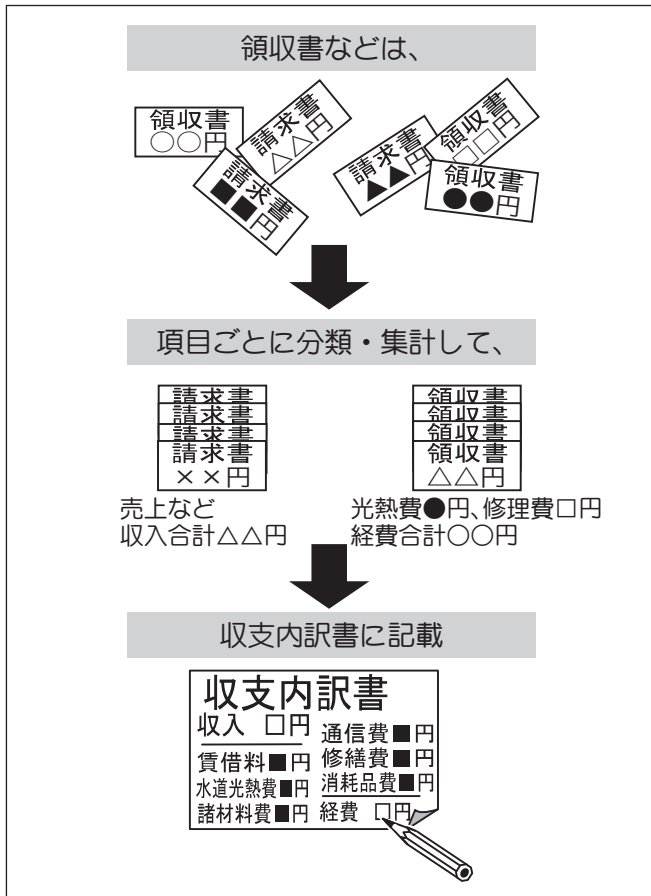 領収書などは、
領収書
○○円
請求書
△△円
請求書
■■円
請求書
▲▲円
領収書
□□円
領収書
●●円
項目ごとに分類・集計して、
請求書
請求書
請求書
請求書
××円
領収書
領収書
領収書
領収書
△△円
売上など
収入合計△△円
光熱費●円、修理費□円
経費合計○○円
収支内訳書に記載
収支内訳書
収入 □円
賃借料■円
水道光熱費■円
諸材料費■円
通信費■円
修繕費■円
消耗品費■円
経費 □円